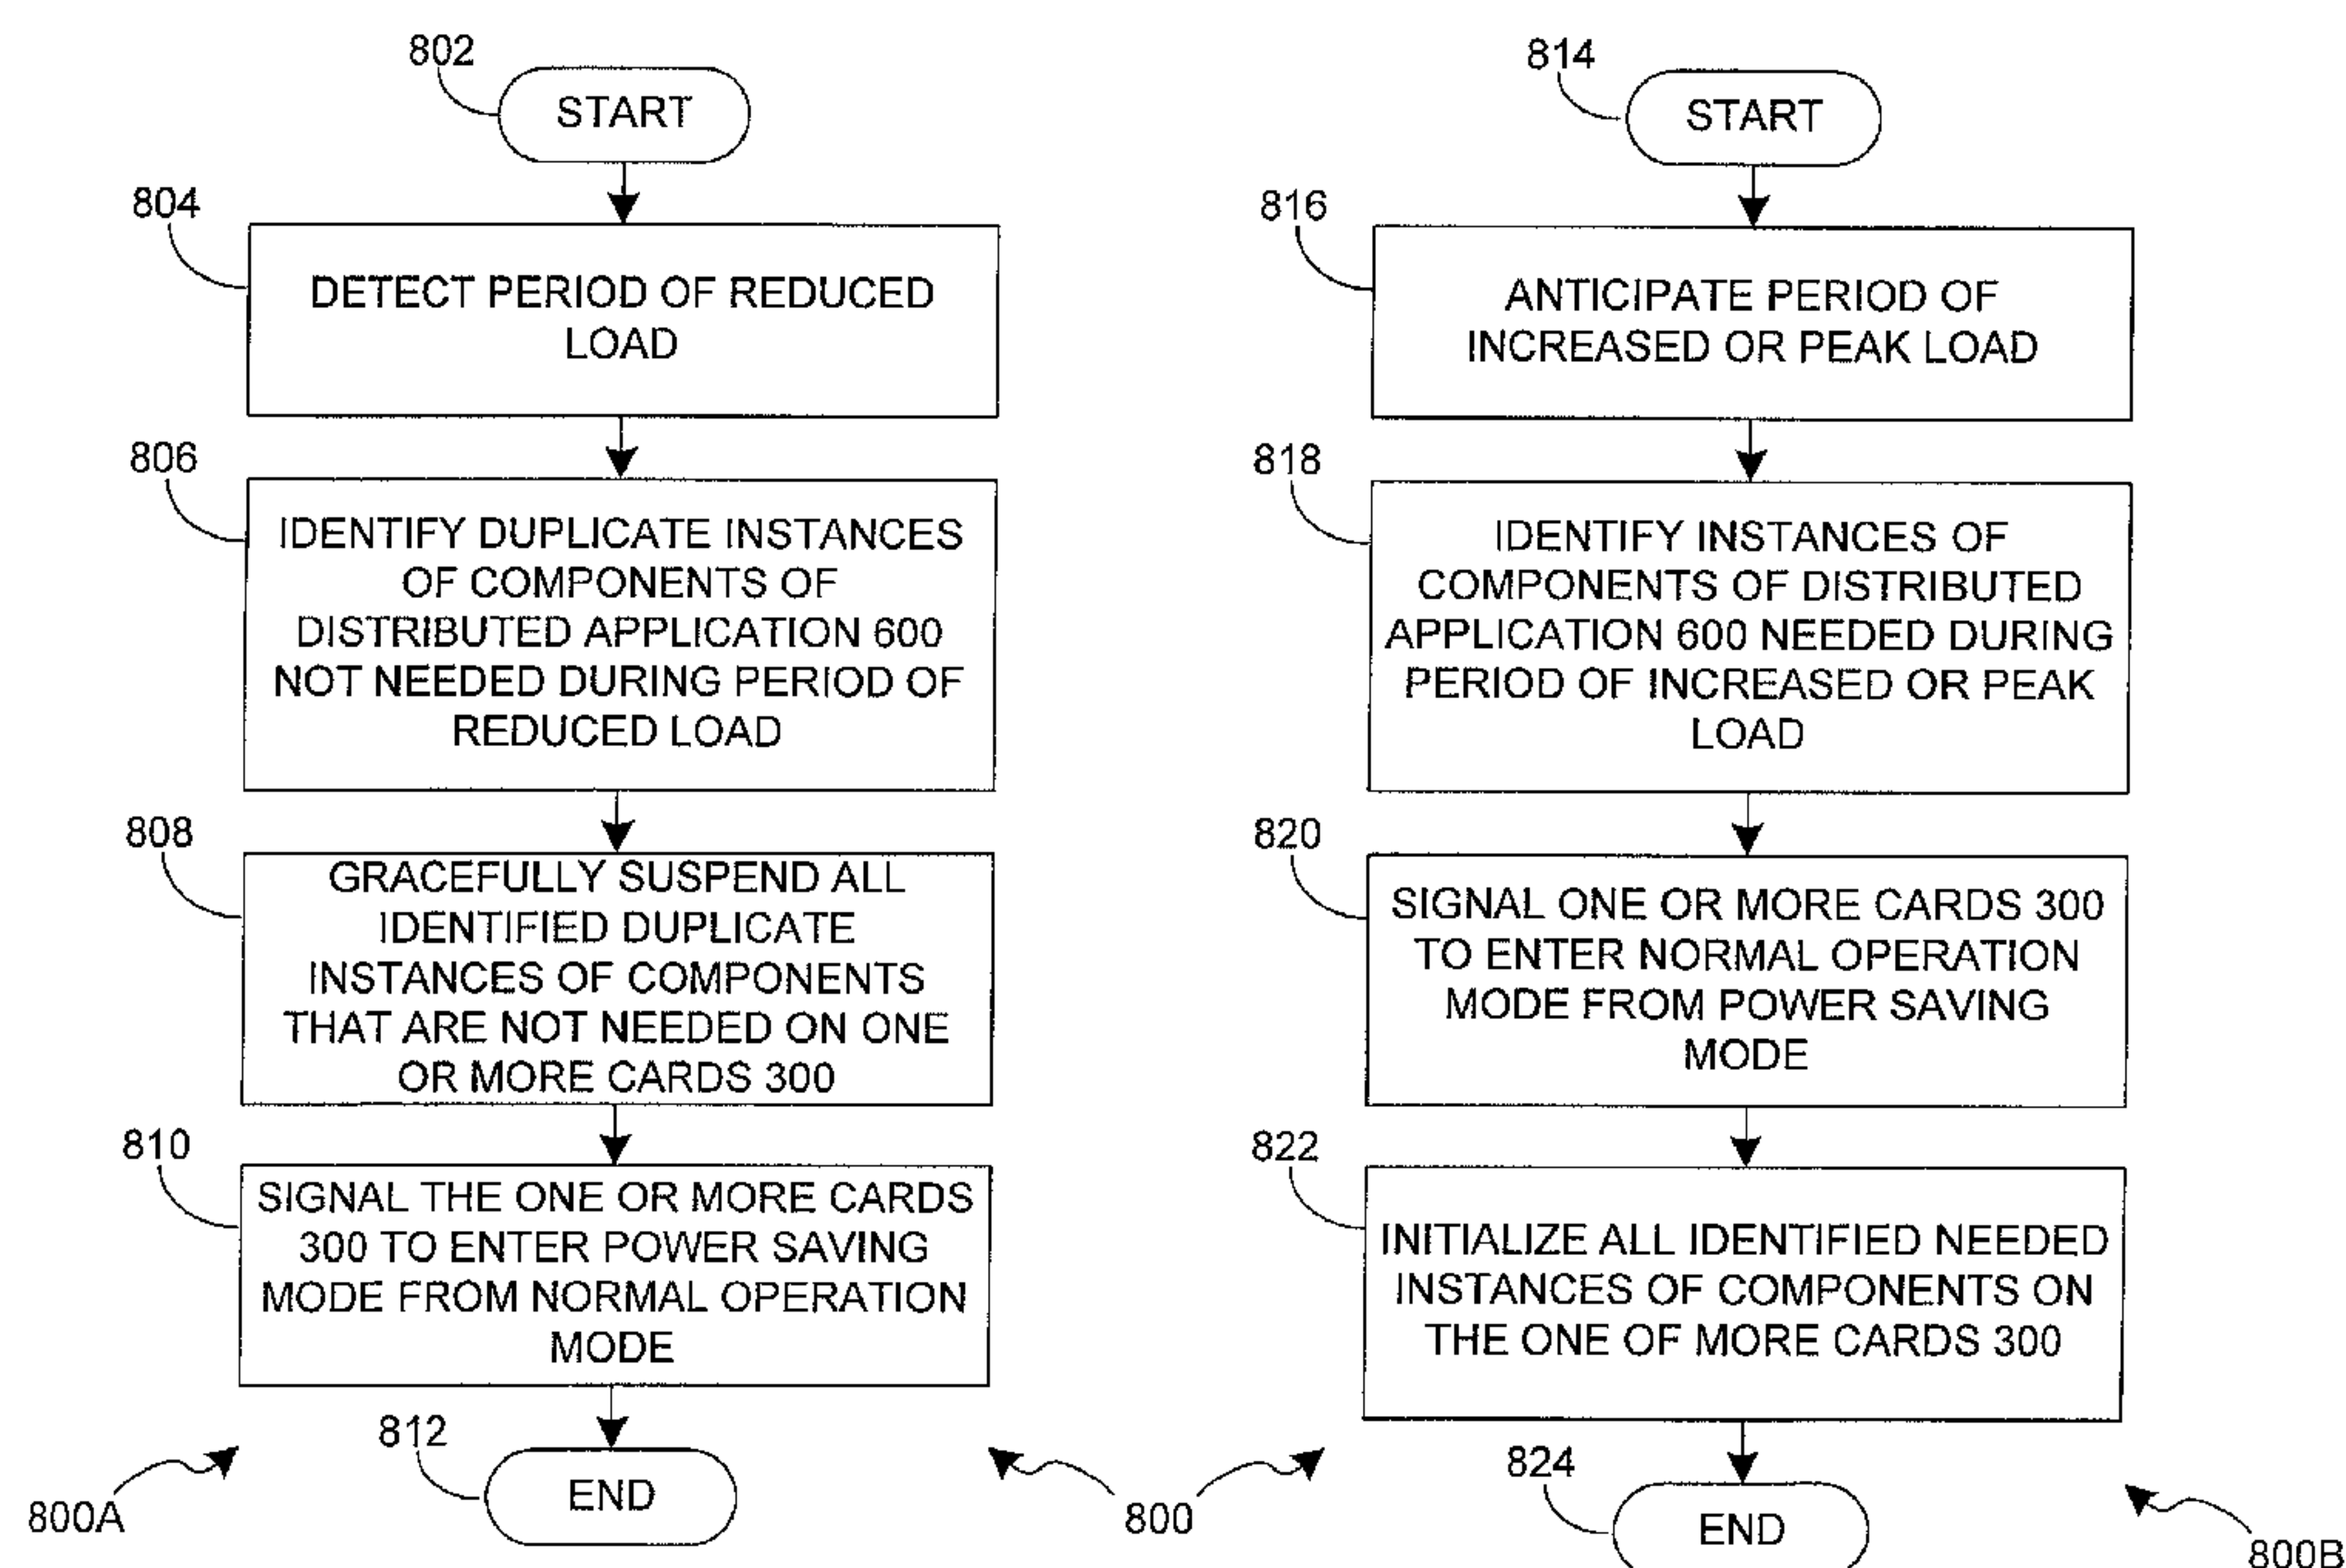 802
START
804
DETECT PERIOD OF REDUCED
LOAD
806
IDENTIFY DUPLICATE INSTANCES
OF COMPONENTS OF
DISTRIBUTED APPLICATION 600
NOT NEEDED DURING PERIOD OF
REDUCED LOAD
808
GRACEFULLY SUSPEND ALL
IDENTIFIED DUPLICATE
INSTANCES OF COMPONENTS
THAT ARE NOT NEEDED ON ONE
OR MORE CARDS 300
810
SIGNAL THE ONE OR MORE CARDS
300 TO ENTER POWER SAVING
MODE FROM NORMAL OPERATION
MODE
812
END
800A
800
814
START
816
ANTICIPATE PERIOD OF
INCREASED OR PEAK LOAD
818
IDENTIFY INSTANCES OF
COMPONENTS OF DISTRIBUTED
APPLICATION 600 NEEDED DURING
PERIOD OF INCREASED OR PEAK
LOAD
820
SIGNAL ONE OR MORE CARDS 300
TO ENTER NORMAL OPERATION
MODE FROM POWER SAVING
MODE
822
INITIALIZE ALL IDENTIFIED NEEDED
INSTANCES OF COMPONENTS ON
THE ONE OF MORE CARDS 300
824
END
800B